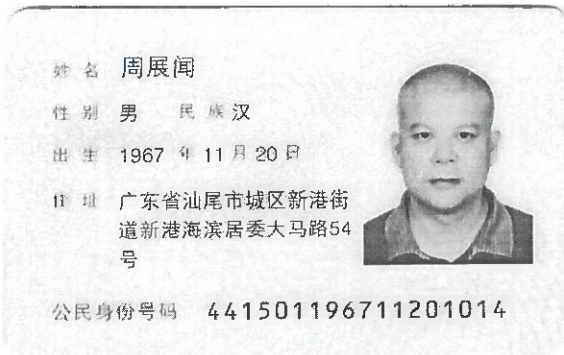 姓名 周展闻
性别 男 民族 汉
出生 1967 年 11 月 20 日
住址 广东省汕尾市城区新港街
道新港海滨居委大马路54
号
公民身份号码 441501196711201014